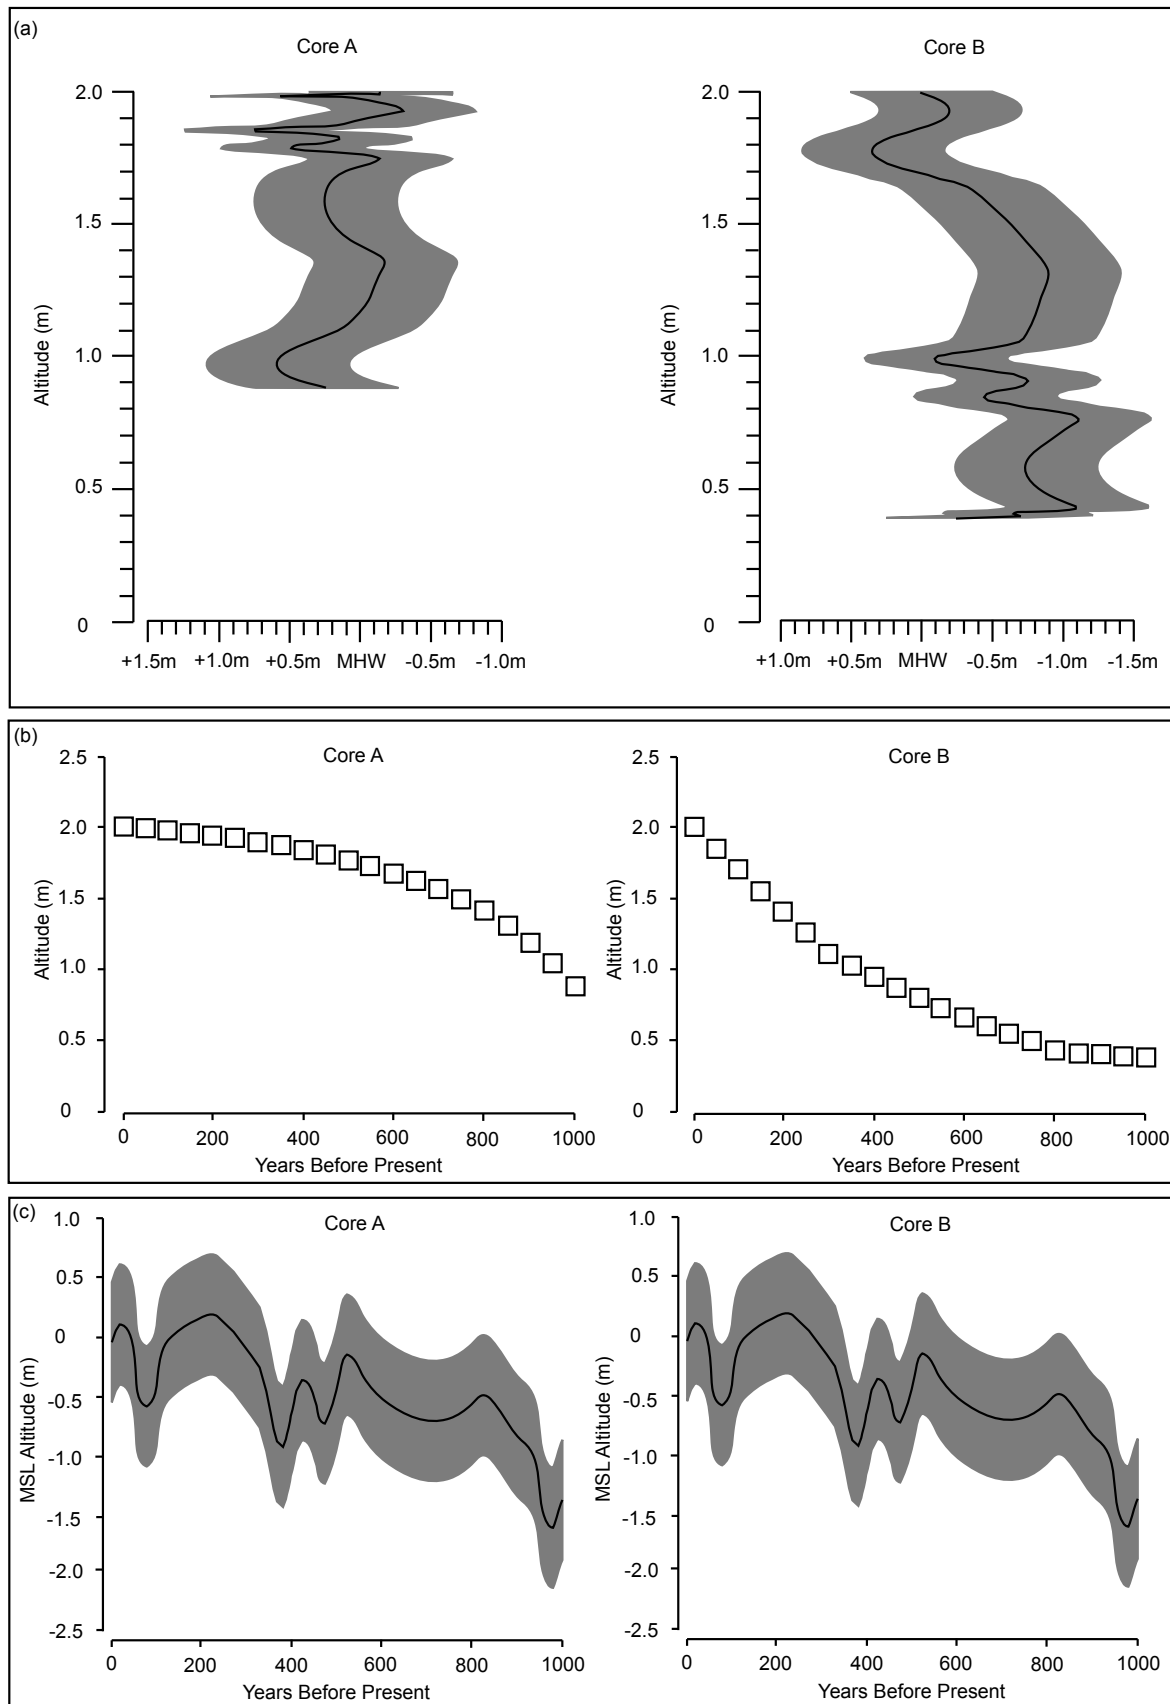 (a)
Core A
Core B
2.0
1.5
1.0
0.5
0
Altitude (m)
+1.5m +1.0m +0.5m MHW -0.5m -1.0m
2.0
1.5
1.0
0.5
0
Altitude (m)
+1.0m +0.5m MHW -0.5m -1.0m -1.5m
(b)
Core A
Core B
2.5
2.0
1.5
1.0
0.5
0
Altitude (m)
0 200 400 600 800 1000
Years Before Present
2.5
2.0
1.5
1.0
0.5
0
Altitude (m)
0 200 400 600 800 1000
Years Before Present
(c)
Core A
Core B
1.0
0.5
0
-0.5
-1.0
-1.5
-2.0
-2.5
MSL Altitude (m)
0 200 400 600 800 1000
Years Before Present
1.0
0.5
0
-0.5
-1.0
-1.5
-2.0
-2.5
MSL Altitude (m)
0 200 400 600 800 1000
Years Before Present